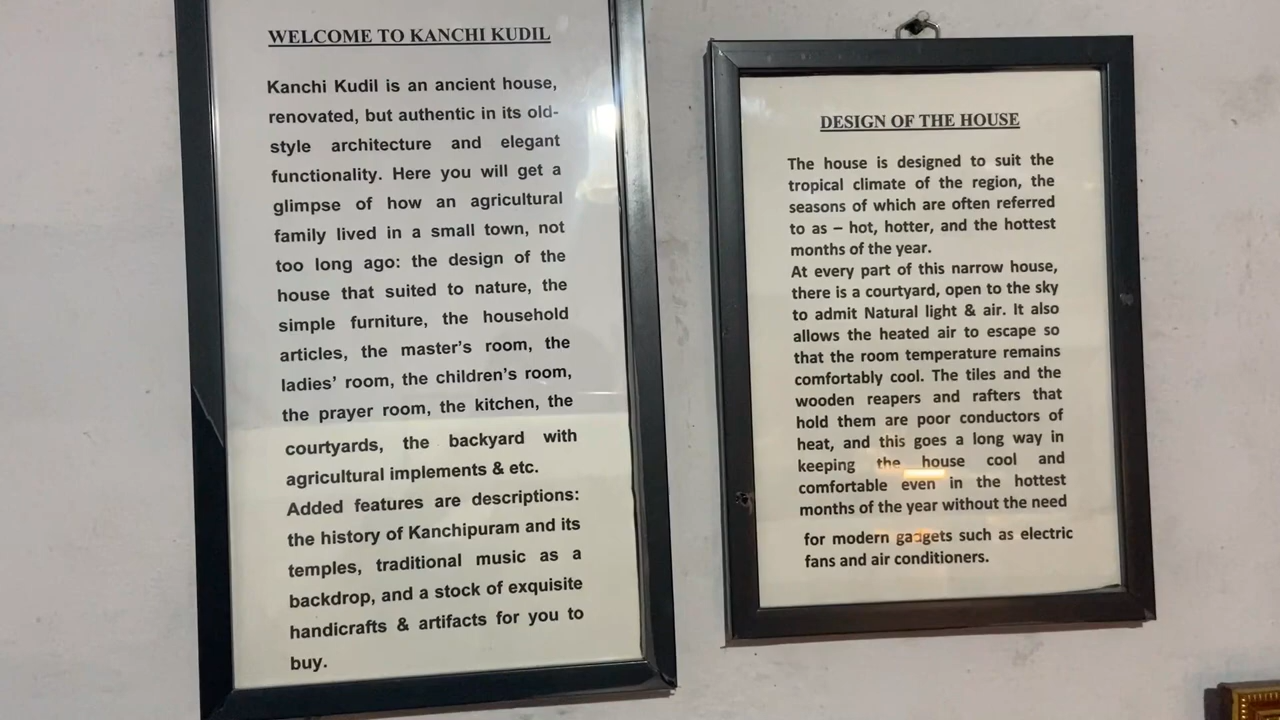 WELCOME TO KANCHI KUDIL
Kanchi Kudil is an ancient house,
renovated, but authentic in its old-
style architecture and elegant
functionality. Here you will get a
glimpse of how an agricultural
family lived in a small town, not
too long ago: the design of the
house that suited to nature, the
simple furniture, the household
articles, the master's room, the
ladies' room, the children's room,
the prayer room, the kitchen, the
courtyards, the backyard with
agricultural implements & etc.
Added features are descriptions:
the history of Kanchipuram and its
temples, traditional music as a
backdrop, and a stock of exquisite
handicrafts & artifacts for you to
buy.
DESIGN OF THE HOUSE
The house is designed to suit the
tropical climate of the region, the
seasons of which are often referred
to as – hot, hotter, and the hottest
months of the year.
At every part of this narrow house,
there is a courtyard, open to the sky
to admit Natural light & air. It also
allows the heated air to escape so
that the room temperature remains
comfortably cool. The tiles and the
wooden reapers and rafters that
hold them are poor conductors of
heat, and this goes a long way in
keeping the house cool and
comfortable even in the hottest
months of the year without the need
for modern gadgets such as electric
fans and air conditioners.